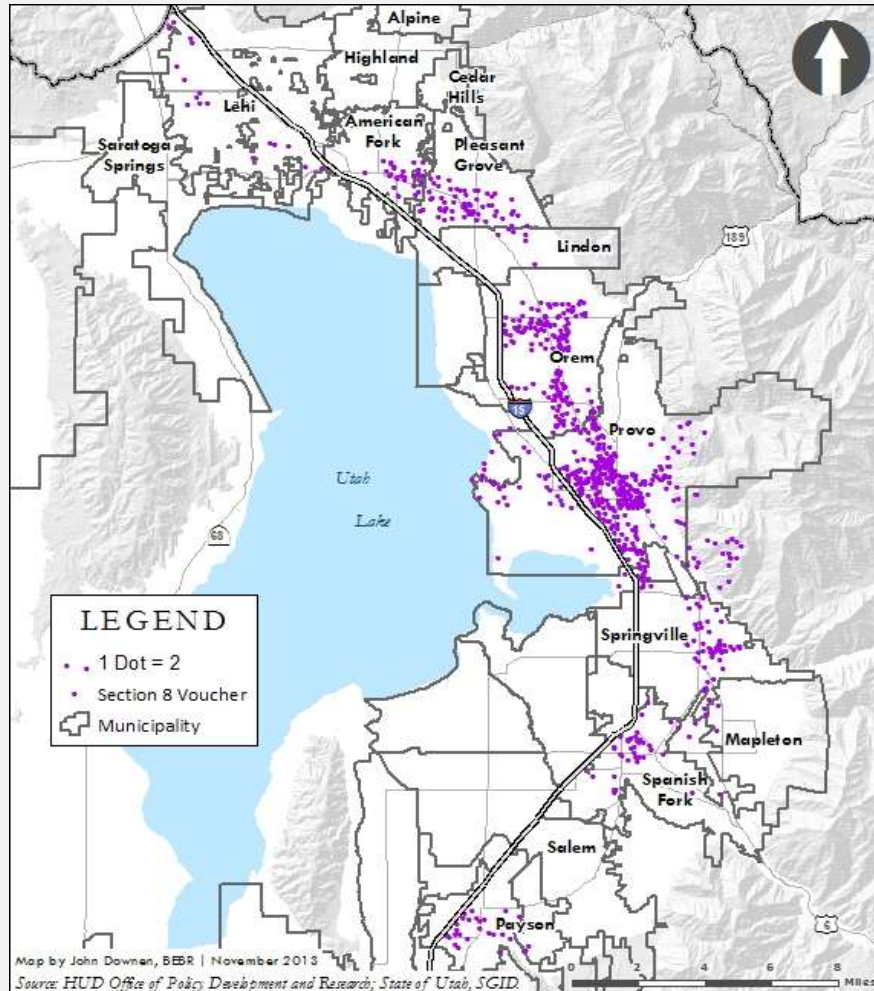 Alpine
Highland
Cedar
Hills
Lehi
American
Fork
Pleasant
Grove
Saratoga
Springs
Lindon
189
Orem
15
Provo
Utah
Lake
68
LEGEND
1 Dot = 2
Section 8 Voucher
Municipality
Springville
Mapleton
Spanish
Fork
Salem
Payson
6
Map by John Downen, BEBR | November 2013
Source: HUD Office of Policy Development and Research; State of Utah, SGID.
0 2 4 6 8
Miles